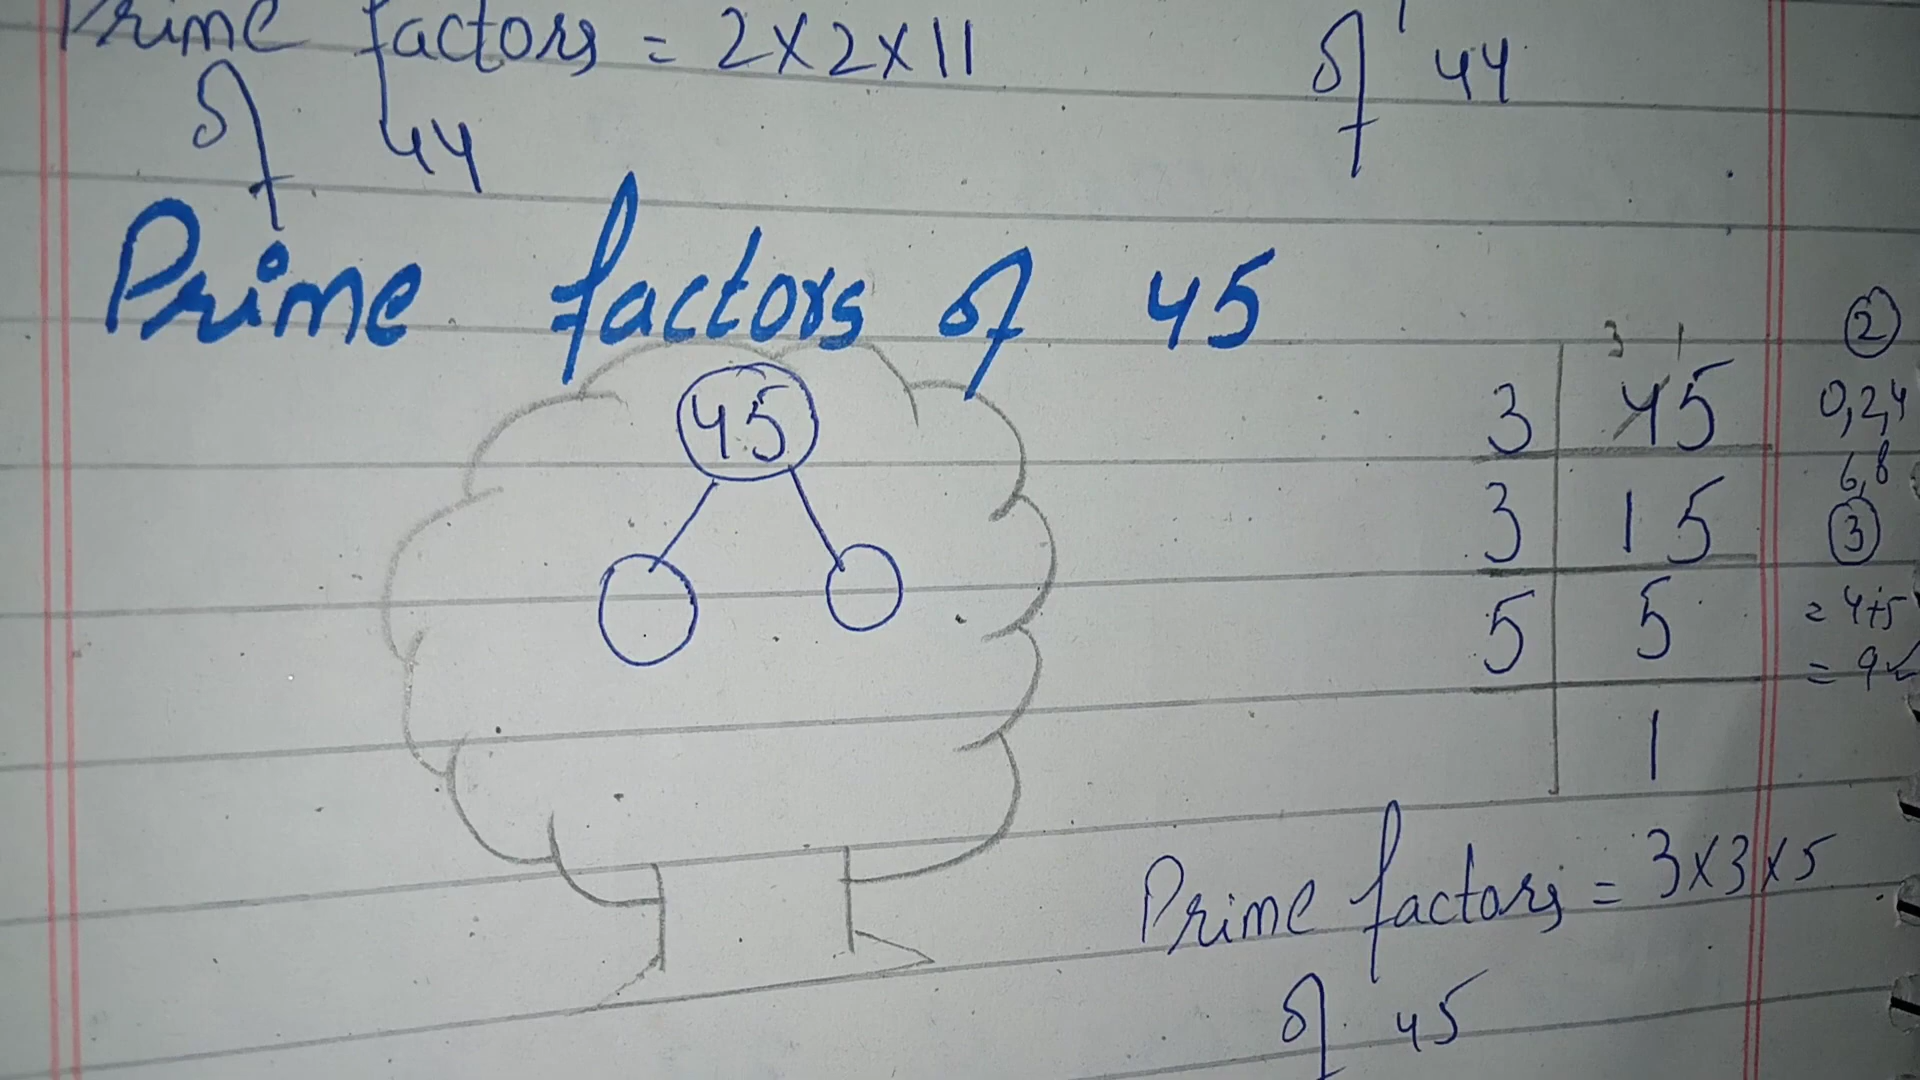 Prime factors = 2×2×11
of 44
of 44
Prime factors of 45
45
3 1
3 | 45
3 | 15
5 | 5
1
2
0,2,4
6,8
3
= 4+5
= 9✓
Prime factors = 3×3×5
of 45